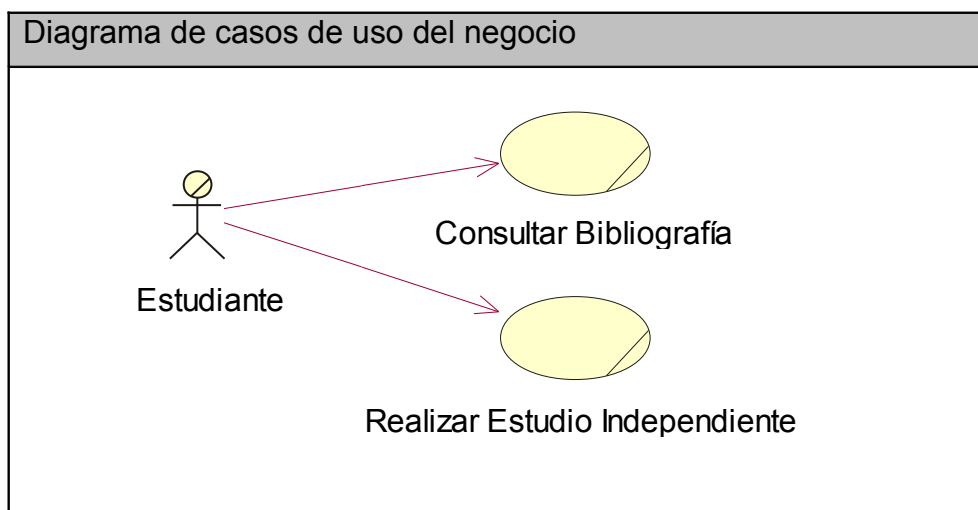 Diagrama de casos de uso del negocio
Consultar Bibliografía
Estudiante
Realizar Estudio Independiente